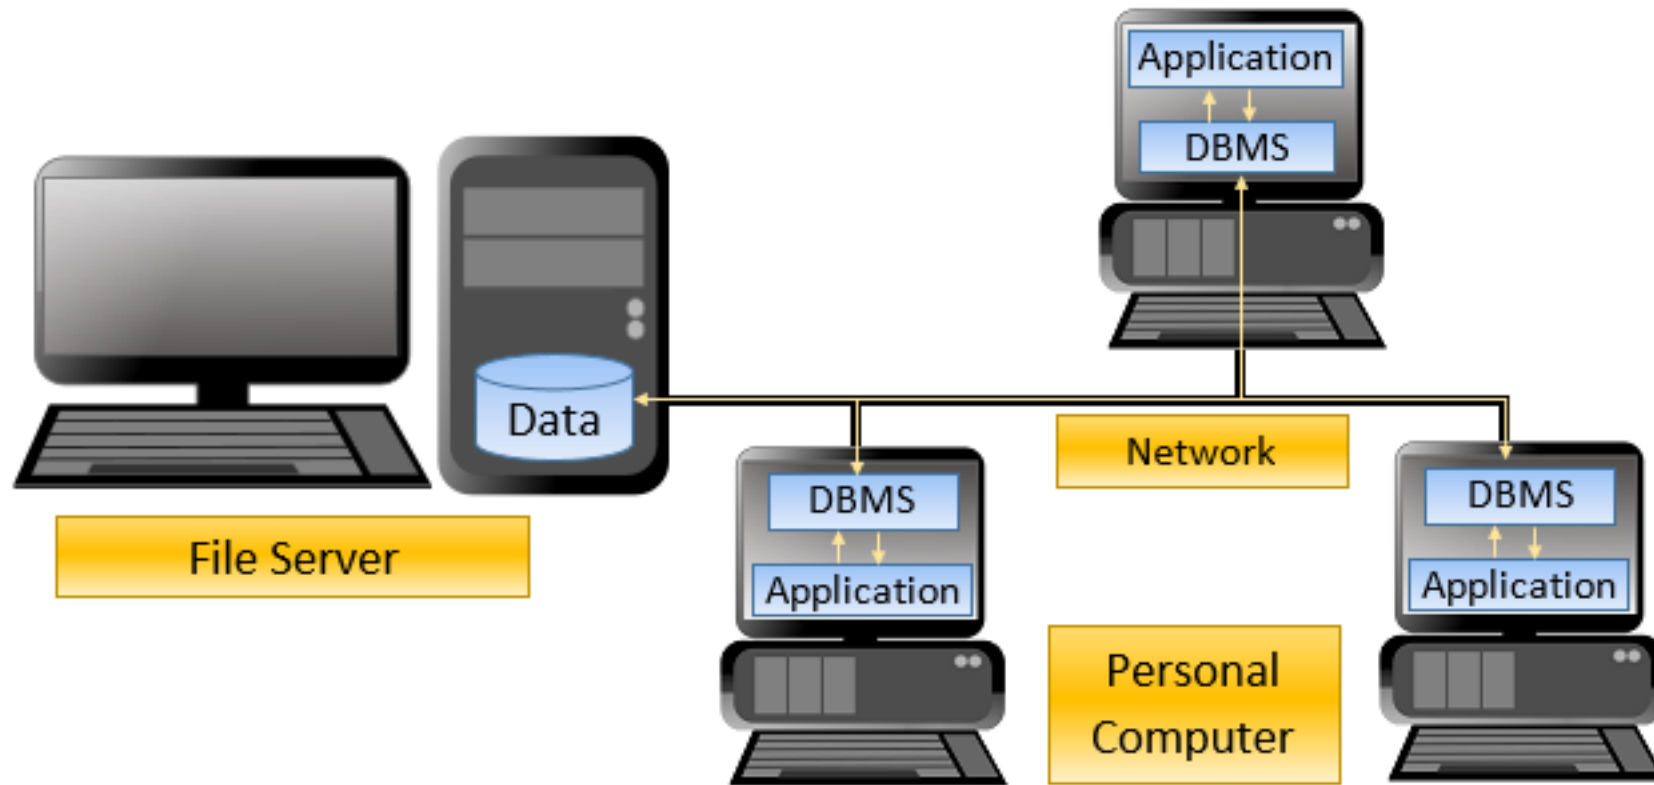 Application
DBMS
Data
Network
File Server
DBMS
Application
DBMS
Application
Personal
Computer